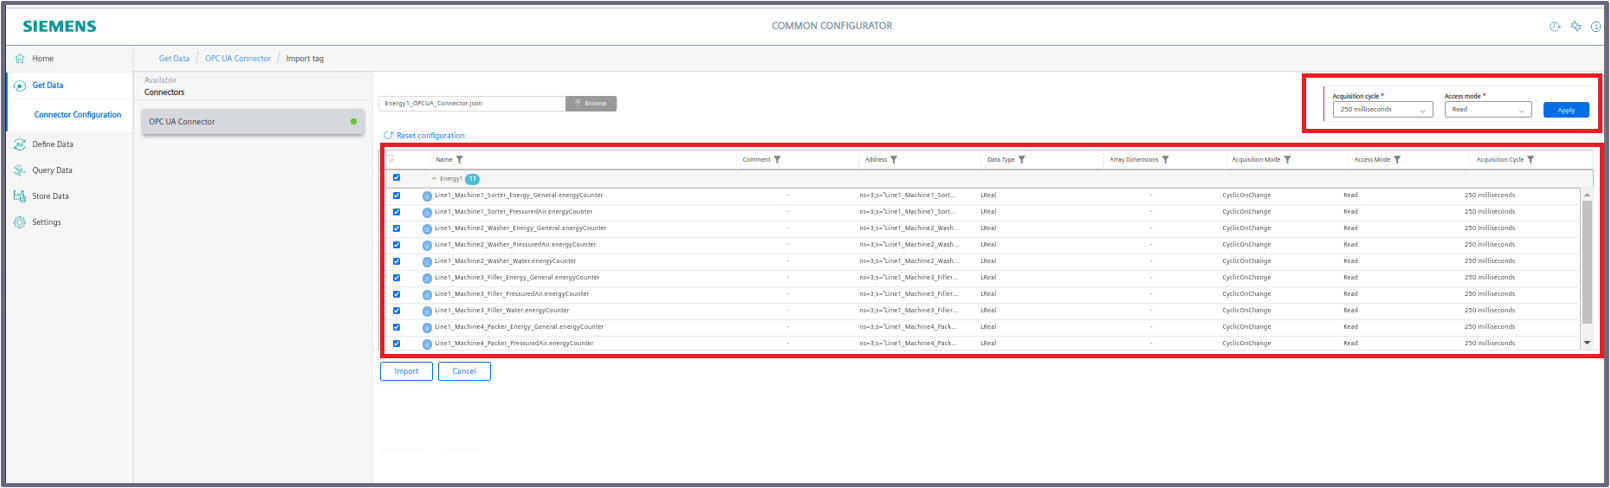 SIEMENS
COMMON CONFIGURATOR
Home
Get Data / OPC UA Connector / Import tag
Get Data
Connector Configuration
Define Data
Query Data
Store Data
Settings
Available
Connectors
OPC UA Connector
Energy1_OPCUA_Connector.json Browse
Acquisition cycle * Access mode *
250 milliseconds Read Apply
Reset configuration
Name Comment Address Data Type Array Dimensions Acquisition Mode Access Mode Acquisition Cycle
Energy1 11
Line1_Machine1_Sorter_Energy_General.energyCounter - ns=3;s="Line1_Machine1_Sort... LReal - CyclicOnChange Read 250 milliseconds
Line1_Machine1_Sorter_PressuredAir.energyCounter - ns=3;s="Line1_Machine1_Sort... LReal - CyclicOnChange Read 250 milliseconds
Line1_Machine2_Washer_Energy_General.energyCounter - ns=3;s="Line1_Machine2_Wash... LReal - CyclicOnChange Read 250 milliseconds
Line1_Machine2_Washer_PressuredAir.energyCounter - ns=3;s="Line1_Machine2_Wash... LReal - CyclicOnChange Read 250 milliseconds
Line1_Machine2_Washer_Water.energyCounter - ns=3;s="Line1_Machine2_Wash... LReal - CyclicOnChange Read 250 milliseconds
Line1_Machine3_Filler_Energy_General.energyCounter - ns=3;s="Line1_Machine3_Filler... LReal - CyclicOnChange Read 250 milliseconds
Line1_Machine3_Filler_PressuredAir.energyCounter - ns=3;s="Line1_Machine3_Filler... LReal - CyclicOnChange Read 250 milliseconds
Line1_Machine3_Filler_Water.energyCounter - ns=3;s="Line1_Machine3_Filler... LReal - CyclicOnChange Read 250 milliseconds
Line1_Machine4_Packer_Energy_General.energyCounter - ns=3;s="Line1_Machine4_Pack... LReal - CyclicOnChange Read 250 milliseconds
Line1_Machine4_Packer_PressuredAir.energyCounter - ns=3;s="Line1_Machine4_Pack... LReal - CyclicOnChange Read 250 milliseconds
Import Cancel